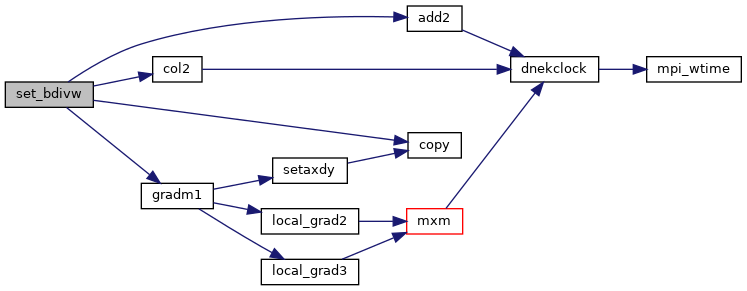 add2
col2
dnekclock
mpi_wtime
set_bdivw
copy
setaxdy
gradm1
local_grad2
mxm
local_grad3